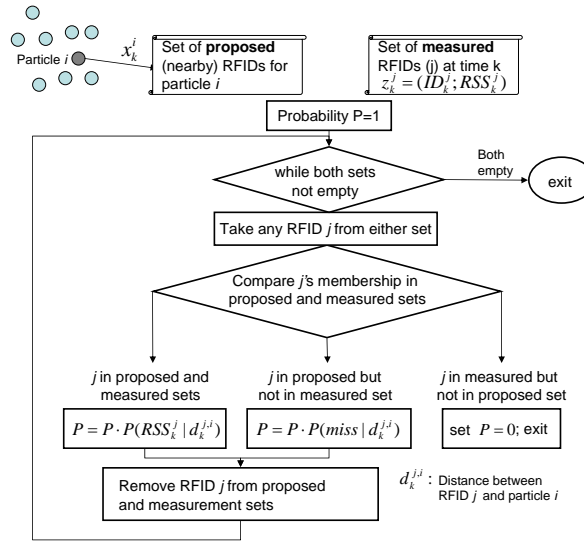 Particle i
x_k^i
Set of proposed
(nearby) RFIDs for
particle i
Set of measured
RFIDs (j) at time k
z_k^j = (ID_k^j; RSS_k^j)
Probability P=1
while both sets
not empty
Both
empty
exit
Take any RFID j from either set
Compare j's membership in
proposed and measured sets
j in proposed and
measured sets
j in proposed but
not in measured set
j in measured but
not in proposed set
P = P · P(RSS_k^j | d_k^{j,i})
P = P · P(miss | d_k^{j,i})
set P = 0; exit
Remove RFID j from proposed
and measurement sets
d_k^{j,i} : Distance between
RFID j and particle i